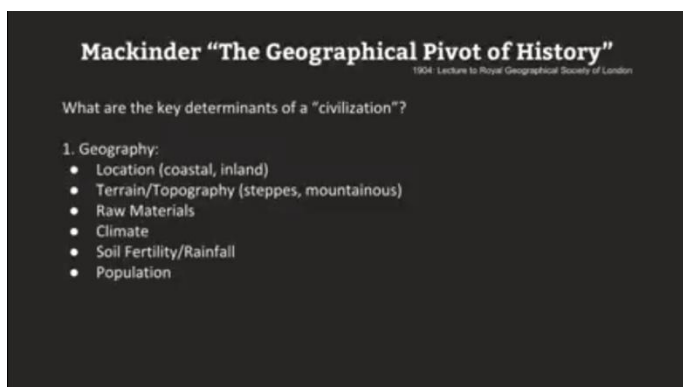 Mackinder “The Geographical Pivot of History”
1904: Lecture to Royal Geographical Society of London
What are the key determinants of a “civilization”?
1. Geography:
● Location (coastal, inland)
● Terrain/Topography (steppes, mountainous)
● Raw Materials
● Climate
● Soil Fertility/Rainfall
● Population